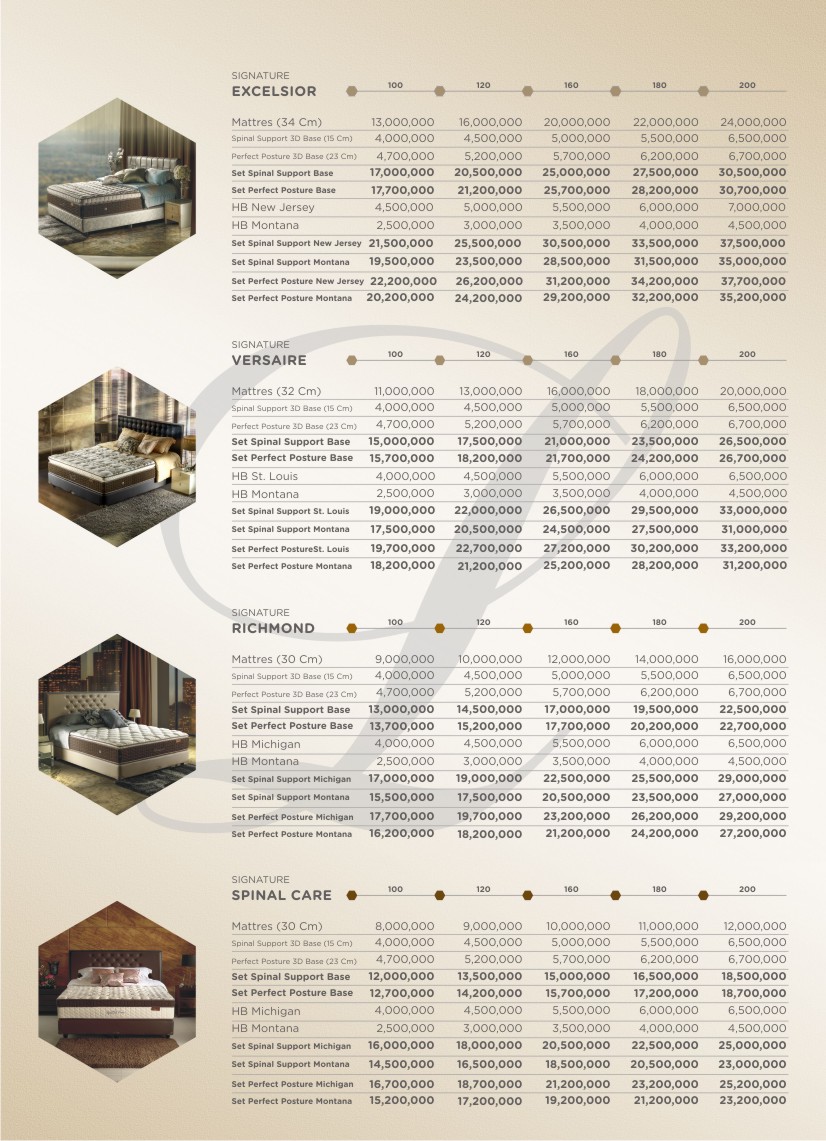 SIGNATURE
EXCELSIOR 100 120 160 180 200
Mattres (34 Cm) 13,000,000 16,000,000 20,000,000 22,000,000 24,000,000
Spinal Support 3D Base (15 Cm) 4,000,000 4,500,000 5,000,000 5,500,000 6,500,000
Perfect Posture 3D Base (23 Cm) 4,700,000 5,200,000 5,700,000 6,200,000 6,700,000
Set Spinal Support Base 17,000,000 20,500,000 25,000,000 27,500,000 30,500,000
Set Perfect Posture Base 17,700,000 21,200,000 25,700,000 28,200,000 30,700,000
HB New Jersey 4,500,000 5,000,000 5,500,000 6,000,000 7,000,000
HB Montana 2,500,000 3,000,000 3,500,000 4,000,000 4,500,000
Set Spinal Support New Jersey 21,500,000 25,500,000 30,500,000 33,500,000 37,500,000
Set Spinal Support Montana 19,500,000 23,500,000 28,500,000 31,500,000 35,000,000
Set Perfect Posture New Jersey 22,200,000 26,200,000 31,200,000 34,200,000 37,700,000
Set Perfect Posture Montana 20,200,000 24,200,000 29,200,000 32,200,000 35,200,000
SIGNATURE
VERSAIRE 100 120 160 180 200
Mattres (32 Cm) 11,000,000 13,000,000 16,000,000 18,000,000 20,000,000
Spinal Support 3D Base (15 Cm) 4,000,000 4,500,000 5,000,000 5,500,000 6,500,000
Perfect Posture 3D Base (23 Cm) 4,700,000 5,200,000 5,700,000 6,200,000 6,700,000
Set Spinal Support Base 15,000,000 17,500,000 21,000,000 23,500,000 26,500,000
Set Perfect Posture Base 15,700,000 18,200,000 21,700,000 24,200,000 26,700,000
HB St. Louis 4,000,000 4,500,000 5,500,000 6,000,000 6,500,000
HB Montana 2,500,000 3,000,000 3,500,000 4,000,000 4,500,000
Set Spinal Support St. Louis 19,000,000 22,000,000 26,500,000 29,500,000 33,000,000
Set Spinal Support Montana 17,500,000 20,500,000 24,500,000 27,500,000 31,000,000
Set Perfect PostureSt. Louis 19,700,000 22,700,000 27,200,000 30,200,000 33,200,000
Set Perfect Posture Montana 18,200,000 21,200,000 25,200,000 28,200,000 31,200,000
SIGNATURE
RICHMOND 100 120 160 180 200
Mattres (30 Cm) 9,000,000 10,000,000 12,000,000 14,000,000 16,000,000
Spinal Support 3D Base (15 Cm) 4,000,000 4,500,000 5,000,000 5,500,000 6,500,000
Perfect Posture 3D Base (23 Cm) 4,700,000 5,200,000 5,700,000 6,200,000 6,700,000
Set Spinal Support Base 13,000,000 14,500,000 17,000,000 19,500,000 22,500,000
Set Perfect Posture Base 13,700,000 15,200,000 17,700,000 20,200,000 22,700,000
HB Michigan 4,000,000 4,500,000 5,500,000 6,000,000 6,500,000
HB Montana 2,500,000 3,000,000 3,500,000 4,000,000 4,500,000
Set Spinal Support Michigan 17,000,000 19,000,000 22,500,000 25,500,000 29,000,000
Set Spinal Support Montana 15,500,000 17,500,000 20,500,000 23,500,000 27,000,000
Set Perfect Posture Michigan 17,700,000 19,700,000 23,200,000 26,200,000 29,200,000
Set Perfect Posture Montana 16,200,000 18,200,000 21,200,000 24,200,000 27,200,000
SIGNATURE
SPINAL CARE 100 120 160 180 200
Mattres (30 Cm) 8,000,000 9,000,000 10,000,000 11,000,000 12,000,000
Spinal Support 3D Base (15 Cm) 4,000,000 4,500,000 5,000,000 5,500,000 6,500,000
Perfect Posture 3D Base (23 Cm) 4,700,000 5,200,000 5,700,000 6,200,000 6,700,000
Set Spinal Support Base 12,000,000 13,500,000 15,000,000 16,500,000 18,500,000
Set Perfect Posture Base 12,700,000 14,200,000 15,700,000 17,200,000 18,700,000
HB Michigan 4,000,000 4,500,000 5,500,000 6,000,000 6,500,000
HB Montana 2,500,000 3,000,000 3,500,000 4,000,000 4,500,000
Set Spinal Support Michigan 16,000,000 18,000,000 20,500,000 22,500,000 25,000,000
Set Spinal Support Montana 14,500,000 16,500,000 18,500,000 20,500,000 23,000,000
Set Perfect Posture Michigan 16,700,000 18,700,000 21,200,000 23,200,000 25,200,000
Set Perfect Posture Montana 15,200,000 17,200,000 19,200,000 21,200,000 23,200,000